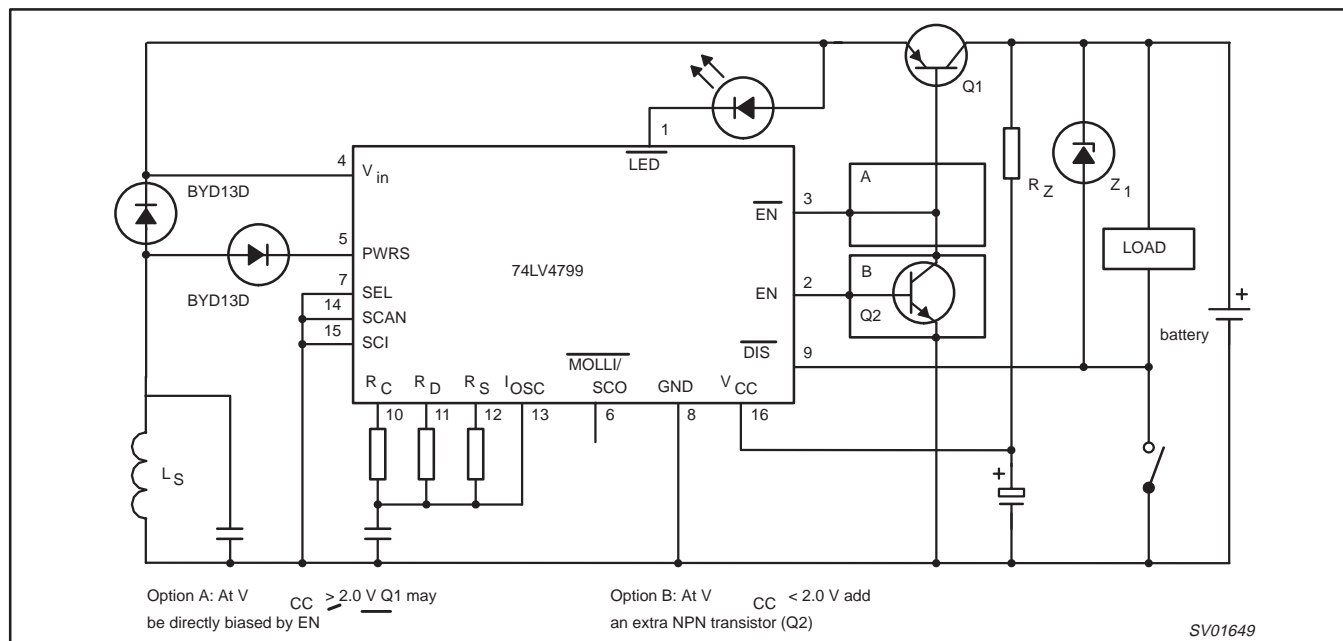 Q1
1
LED
4
V in
BYD13D
A
R Z
Z 1
3
EN
5
PWRS
LOAD
BYD13D
74LV4799
7
SEL
B
2
EN
14
SCAN
Q2
15
SCI
+
battery
DIS
9
MOLLI/
SCO
R C
R D
R S
I OSC
GND
V CC
10
11
12
13
6
8
16
L S
+
Option A: At V CC > 2.0 V Q1 may
be directly biased by EN
Option B: At V CC < 2.0 V add
an extra NPN transistor (Q2)
SV01649